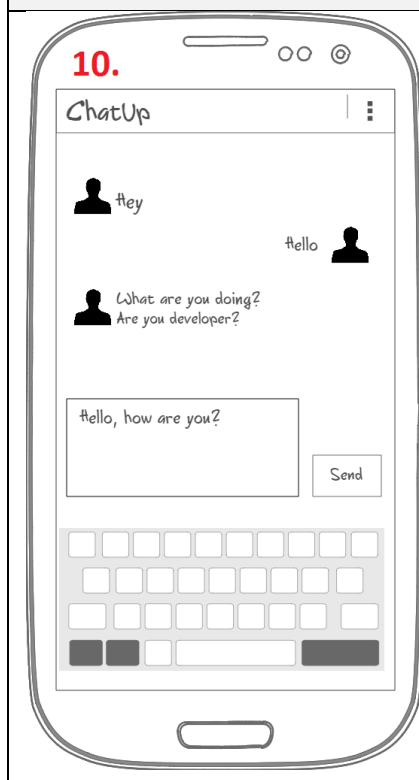 10.
ChatUp
Hey
Hello
What are you doing?
Are you developer?
Hello, how are you?
Send